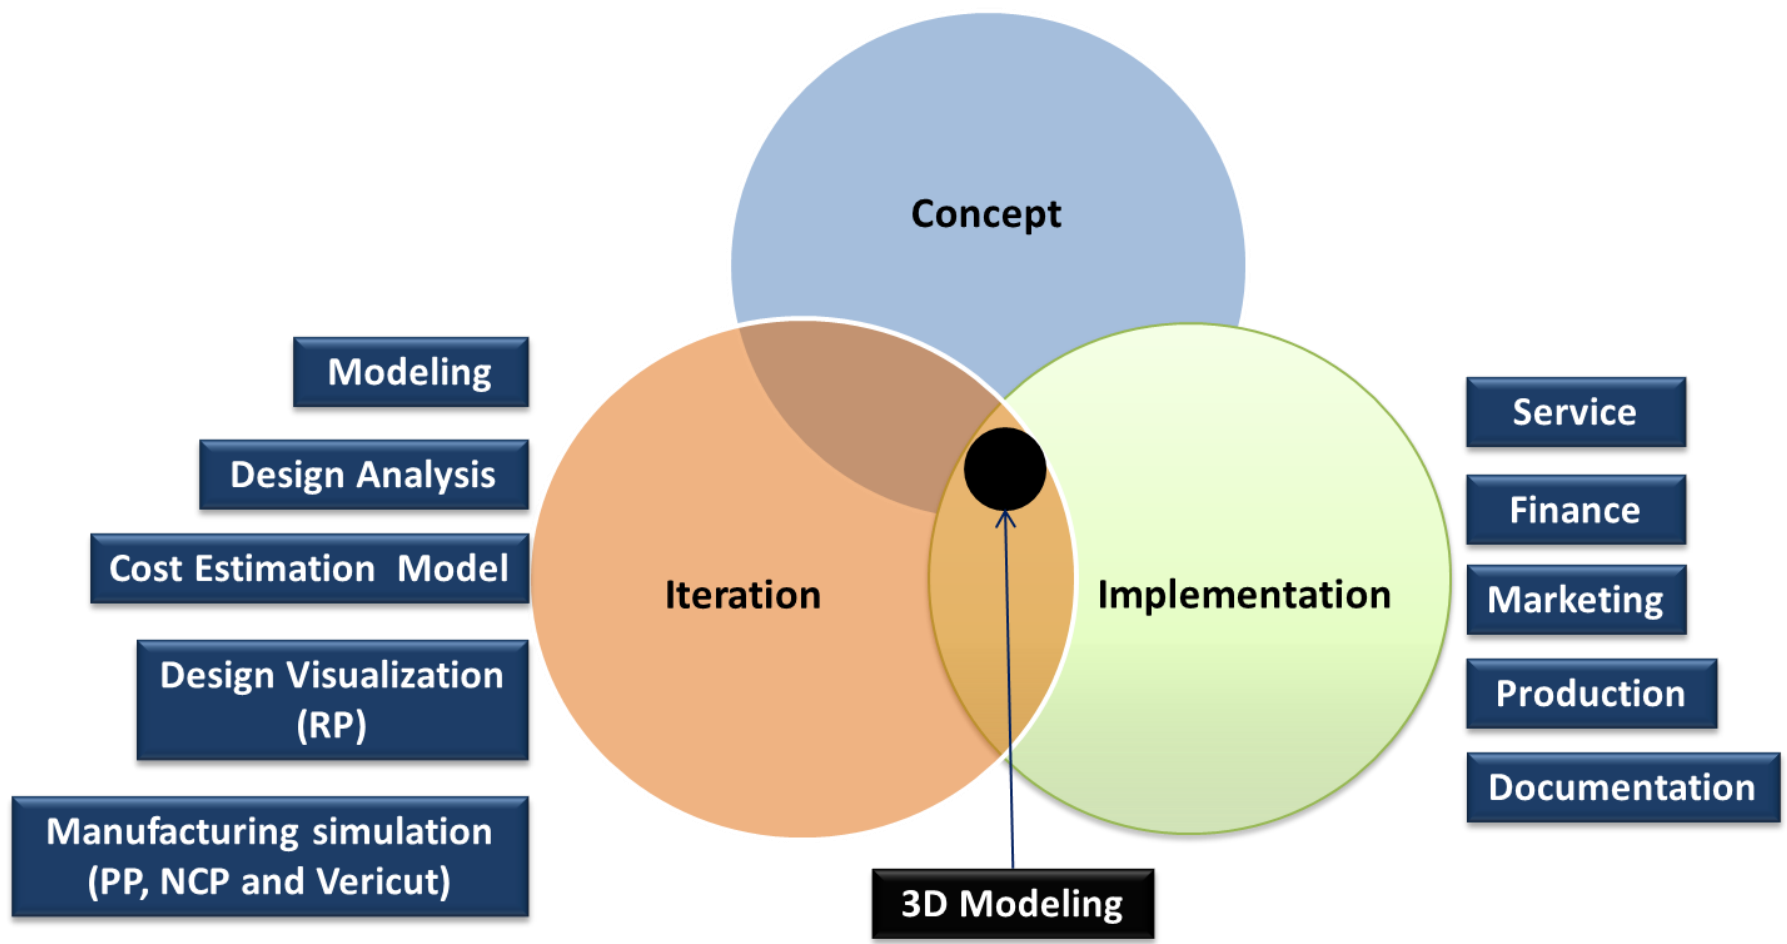 Concept
Iteration
Implementation
Modeling
Design Analysis
Cost Estimation  Model
Design Visualization
(RP)
Manufacturing simulation
(PP, NCP and Vericut)
Service
Finance
Marketing
Production
Documentation
3D Modeling